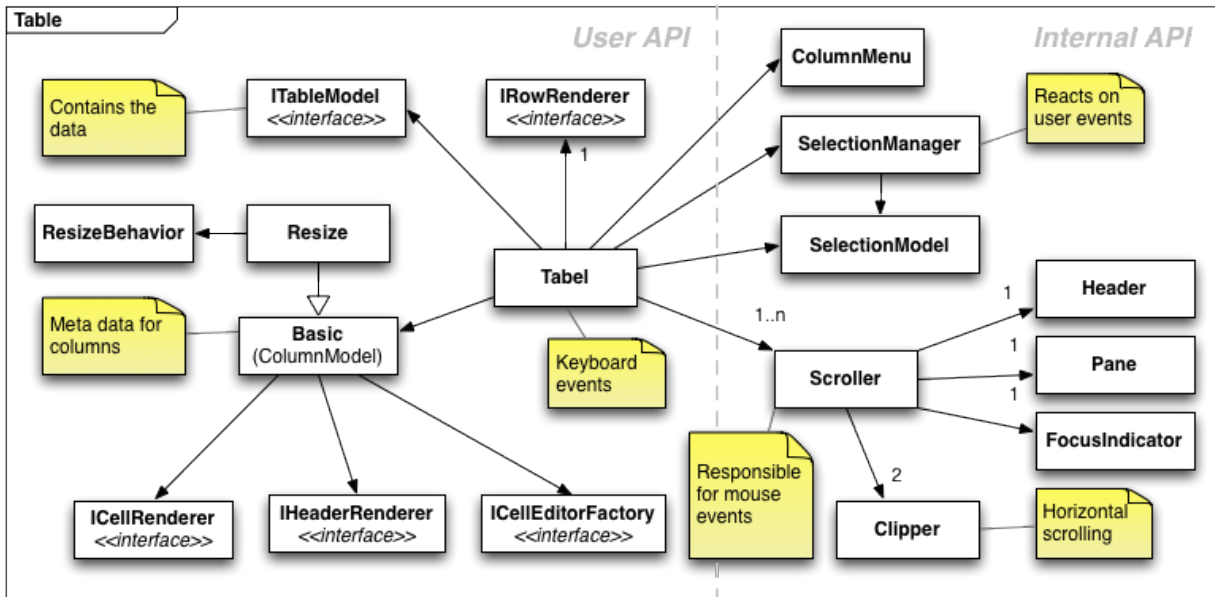 Table
User API
Internal API
Contains the
data
ITableModel
<<interface>>
IRowRenderer
<<interface>>
1
ColumnMenu
Reacts on
user events
SelectionManager
ResizeBehavior
Resize
SelectionModel
Tabel
Meta data for
columns
Basic
(ColumnModel)
Keyboard
events
1..n
Scroller
1
Header
1
Pane
1
FocusIndicator
Responsible
for mouse
events
2
Clipper
Horizontal
scrolling
ICellRenderer
<<interface>>
IHeaderRenderer
<<interface>>
ICellEditorFactory
<<interface>>